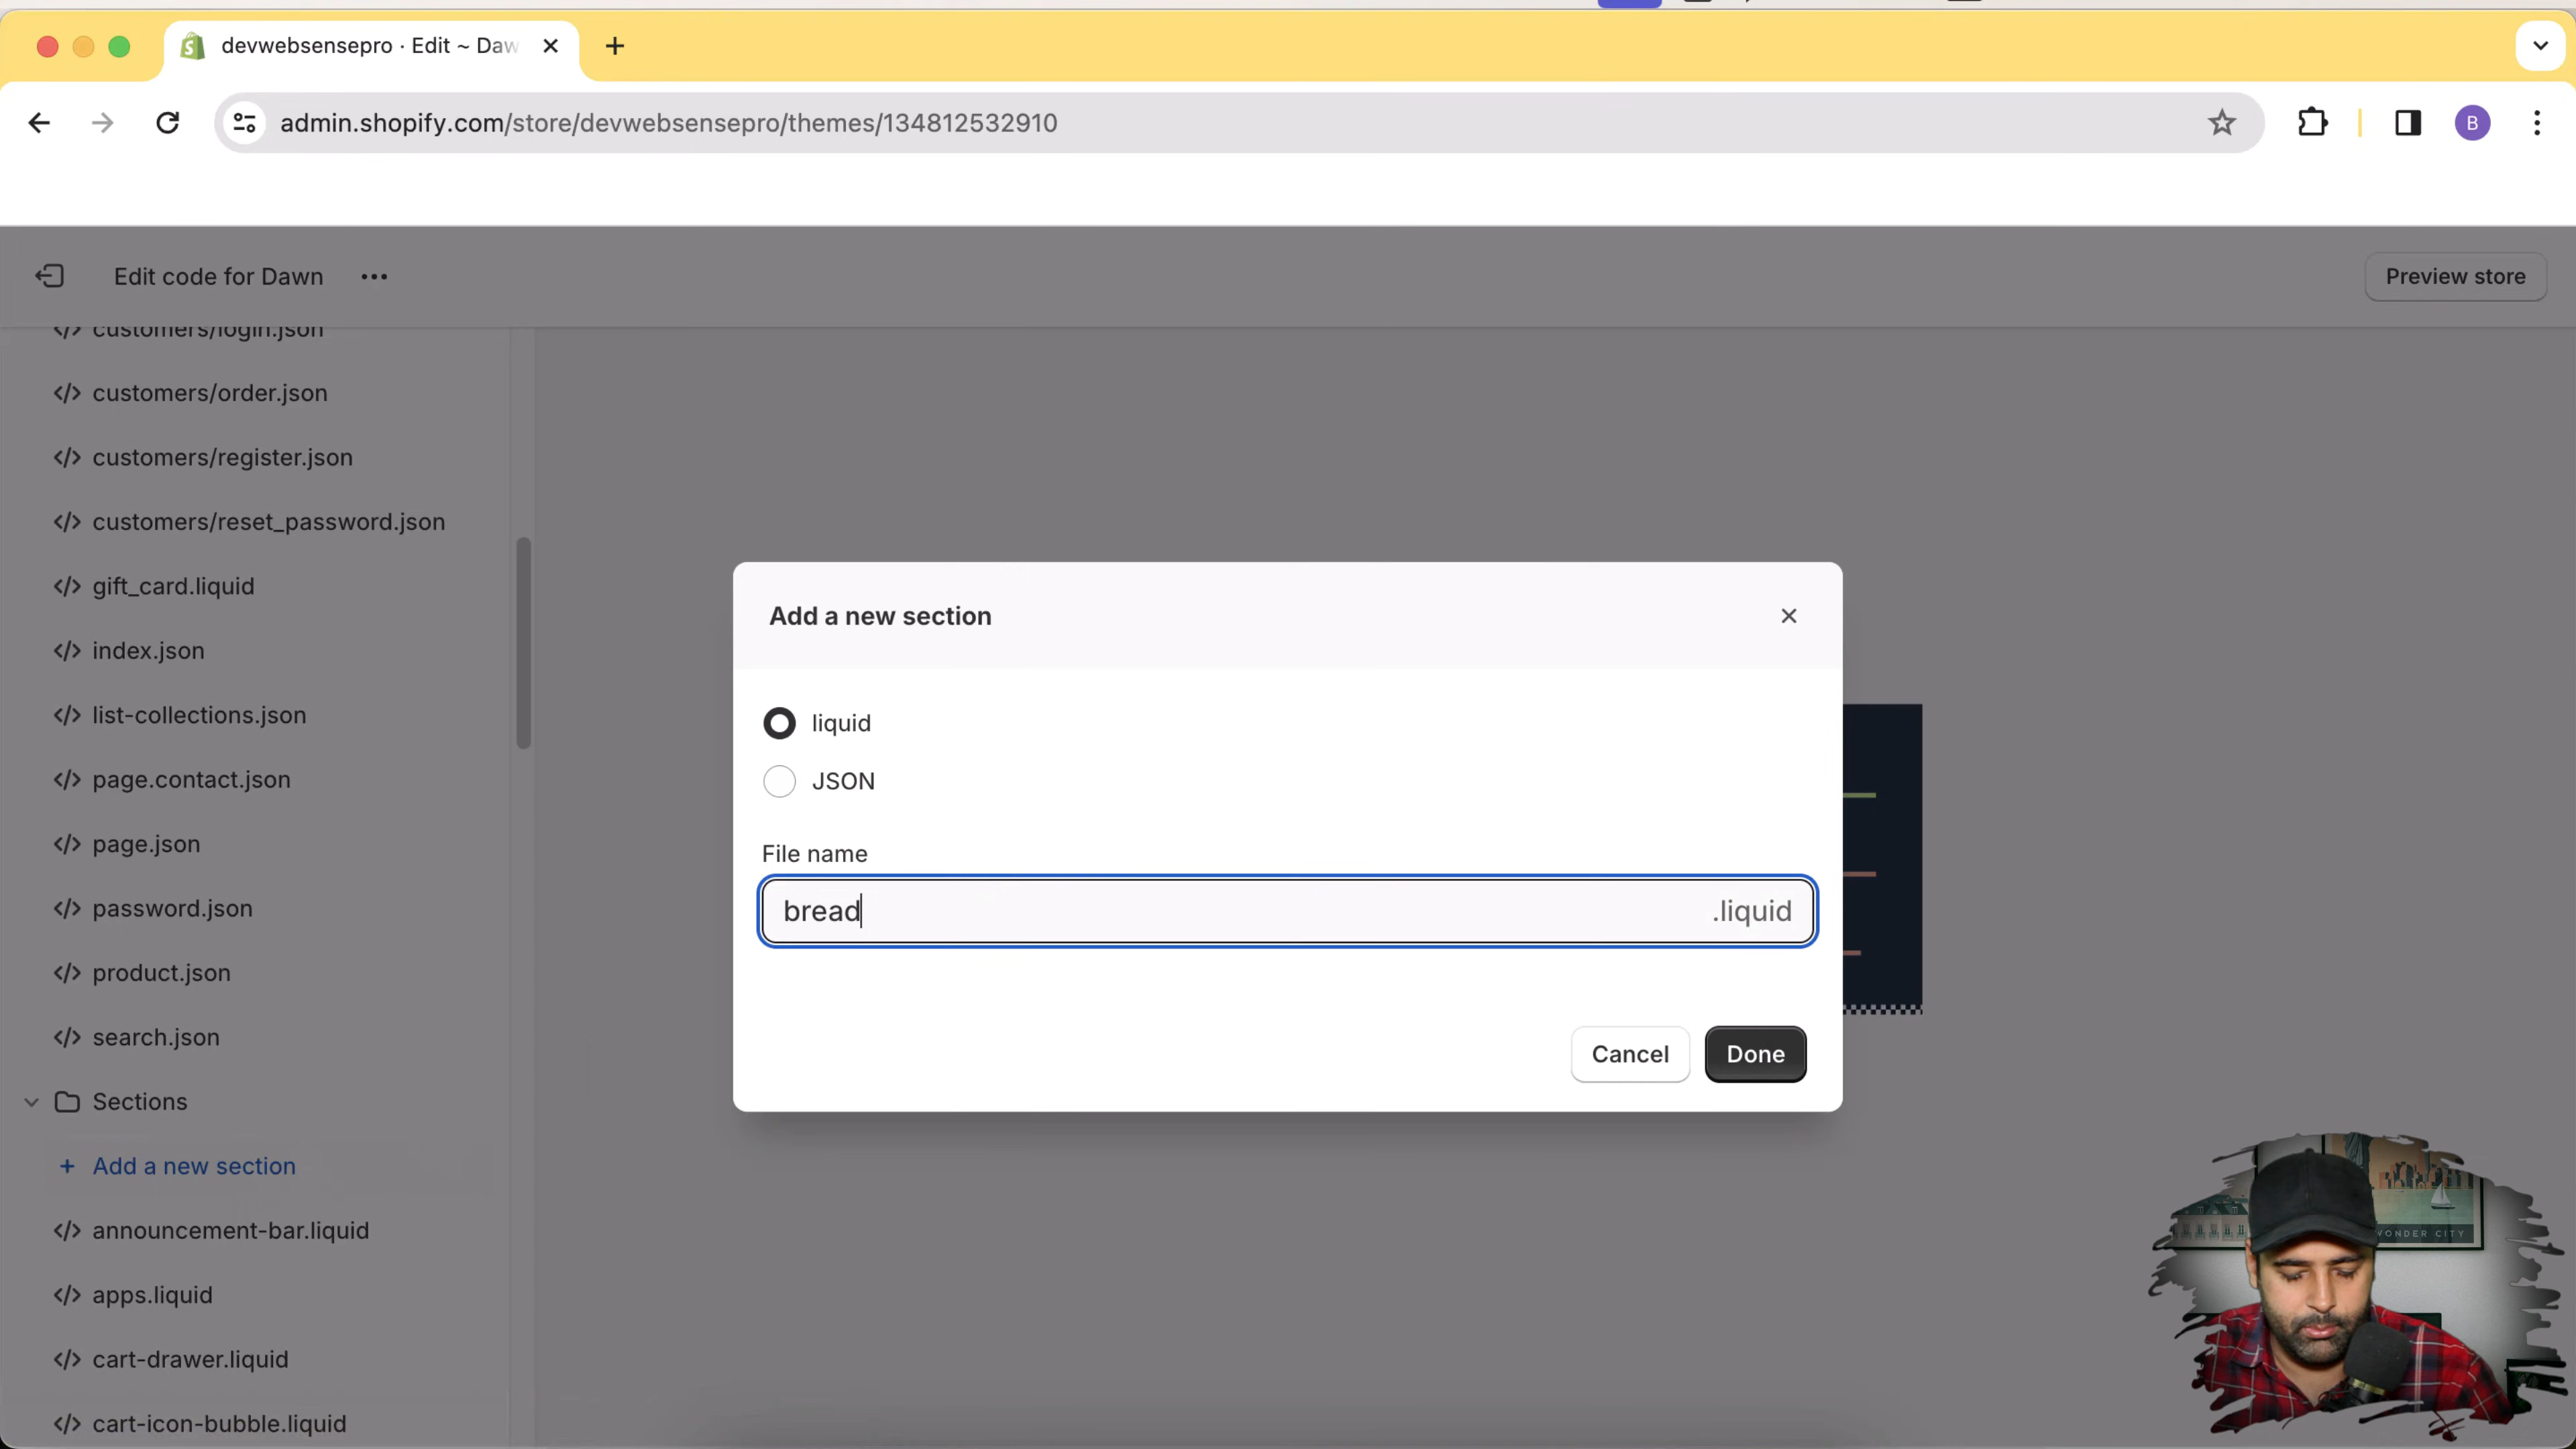 devwebsensepro · Edit ~ Daw
admin.shopify.com/store/devwebsensepro/themes/134812532910
B
Edit code for Dawn
Preview store
customers/login.json
customers/order.json
customers/register.json
customers/reset_password.json
gift_card.liquid
index.json
list-collections.json
page.contact.json
page.json
password.json
product.json
search.json
Sections
Add a new section
announcement-bar.liquid
apps.liquid
cart-drawer.liquid
cart-icon-bubble.liquid
Add a new section
liquid
JSON
File name
bread
.liquid
Cancel
Done
WONDER CITY